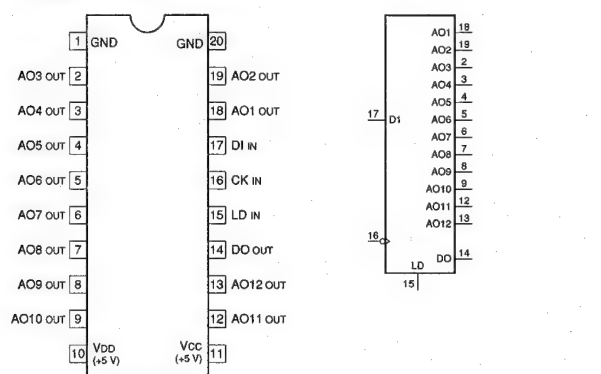 1 GND GND 20
AO3 OUT 2 19 AO2 OUT
AO4 OUT 3 18 AO1 OUT
AO5 OUT 4 17 DI IN
AO6 OUT 5 16 CK IN
AO7 OUT 6 15 LD IN
AO8 OUT 7 14 DO OUT
AO9 OUT 8 13 AO12 OUT
AO10 OUT 9 12 AO11 OUT
10 VDD VCC 11
(+5 V) (+5 V)
AO1 18
AO2 19
AO3 2
AO4 3
AO5 4
17 D1 AO6 5
AO7 6
AO8 7
AO9 8
AO10 9
AO11 12
AO12 13
16
DO 14
LD
15